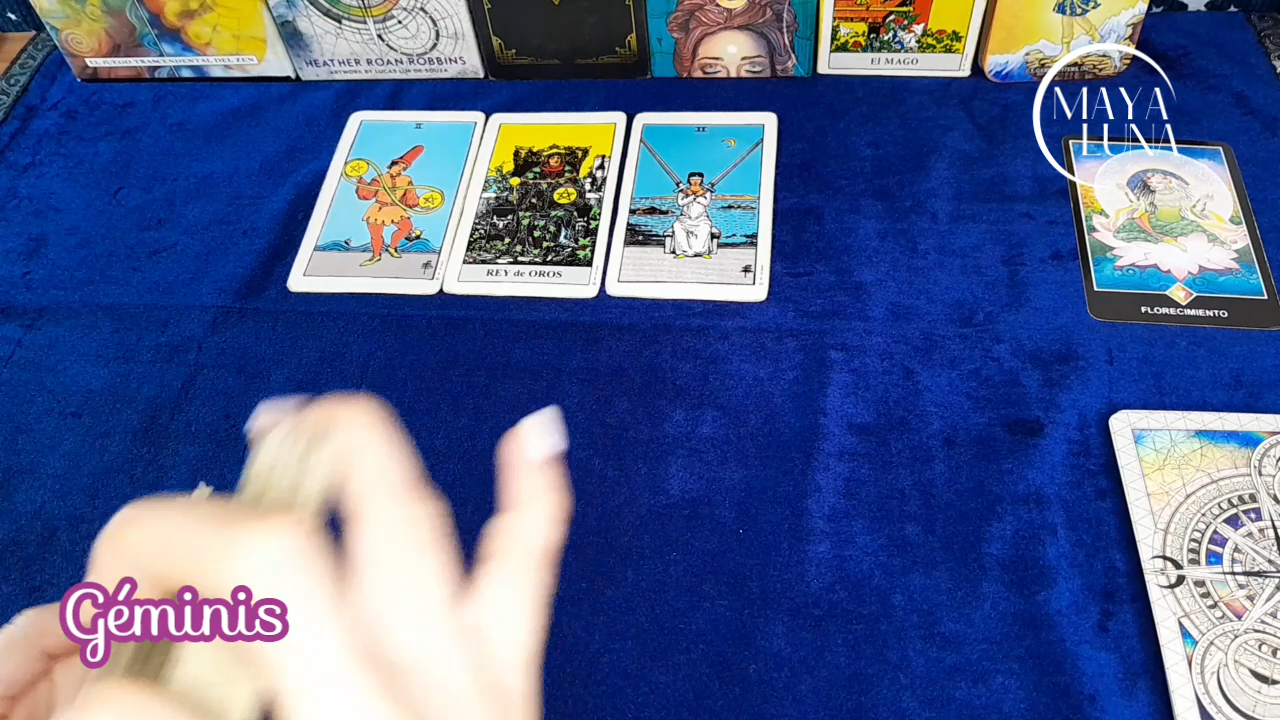 EL JUEGO TRASCENDENTAL DEL ZEN
HEATHER ROAN ROBBINS
ARTWORK BY LUCAS LUA DE SOUZA
El MAGO
MAYA
LUNA
II
II
REY de OROS
FLORECIMIENTO
Géminis